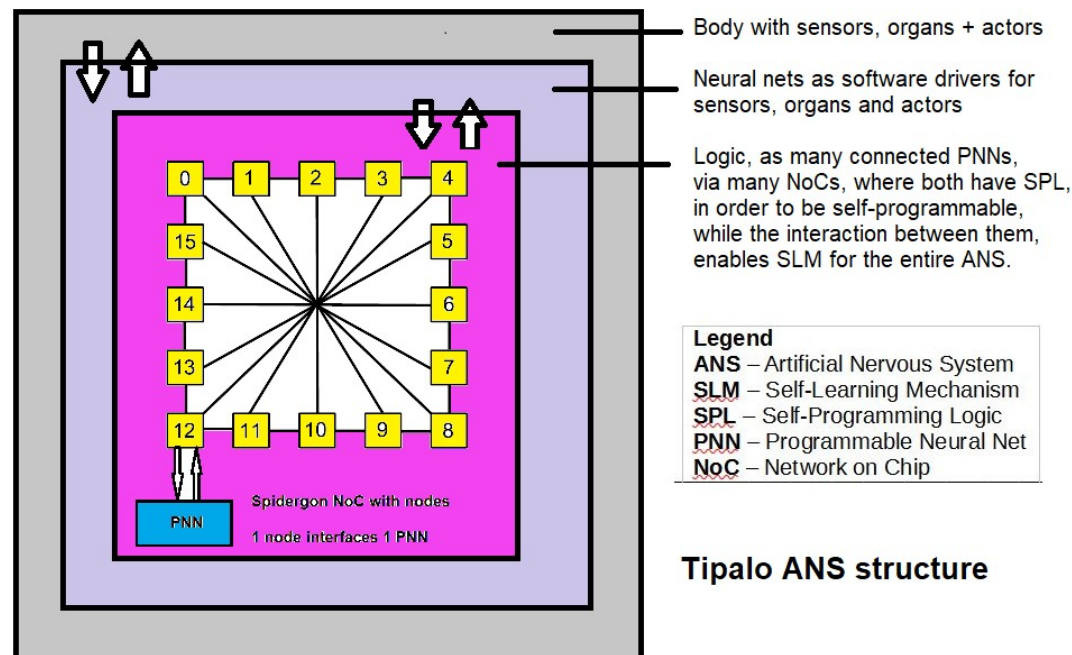 Body with sensors, organs + actors
Neural nets as software drivers for
sensors, organs and actors
Logic, as many connected PNNs,
via many NoCs, where both have SPL,
in order to be self-programmable,
while the interaction between them,
enables SLM for the entire ANS.
0 1 2 3 4
15 5
14 6
13 7
12 11 10 9 8
PNN
Spidergon NoC with nodes
1 node interfaces 1 PNN
Legend
ANS – Artificial Nervous System
SLM – Self-Learning Mechanism
SPL – Self-Programming Logic
PNN – Programmable Neural Net
NoC – Network on Chip
Tipalo ANS structure